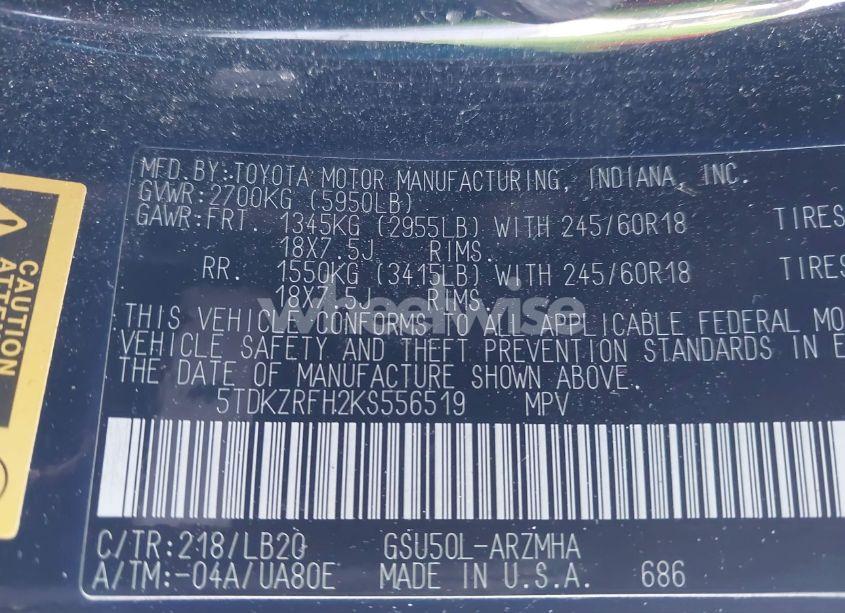 MFD.BY:TOYOTA MOTOR MANUFACTURING, INDIANA, INC.
GVWR:2700KG (5950LB)
GAWR:FRT. 1345KG (2955LB) WITH 245/60R18 TIRES
18X7.5J RIMS.
RR. 1550KG (3415LB) WITH 245/60R18 TIRES
18X7.5J RIMS.
wheelwise
THIS VEHICLE CONFORMS TO ALL APPLICABLE FEDERAL MO
VEHICLE SAFETY AND THEFT PREVENTION STANDARDS IN E
THE DATE OF MANUFACTURE SHOWN ABOVE.
5TDKZRFH2KS556519 MPV
C/TR:218/LB20 GSU50L-ARZMHA
A/TM:-04A/UA80E MADE IN U.S.A. 686
CAUTION
ATTENTION